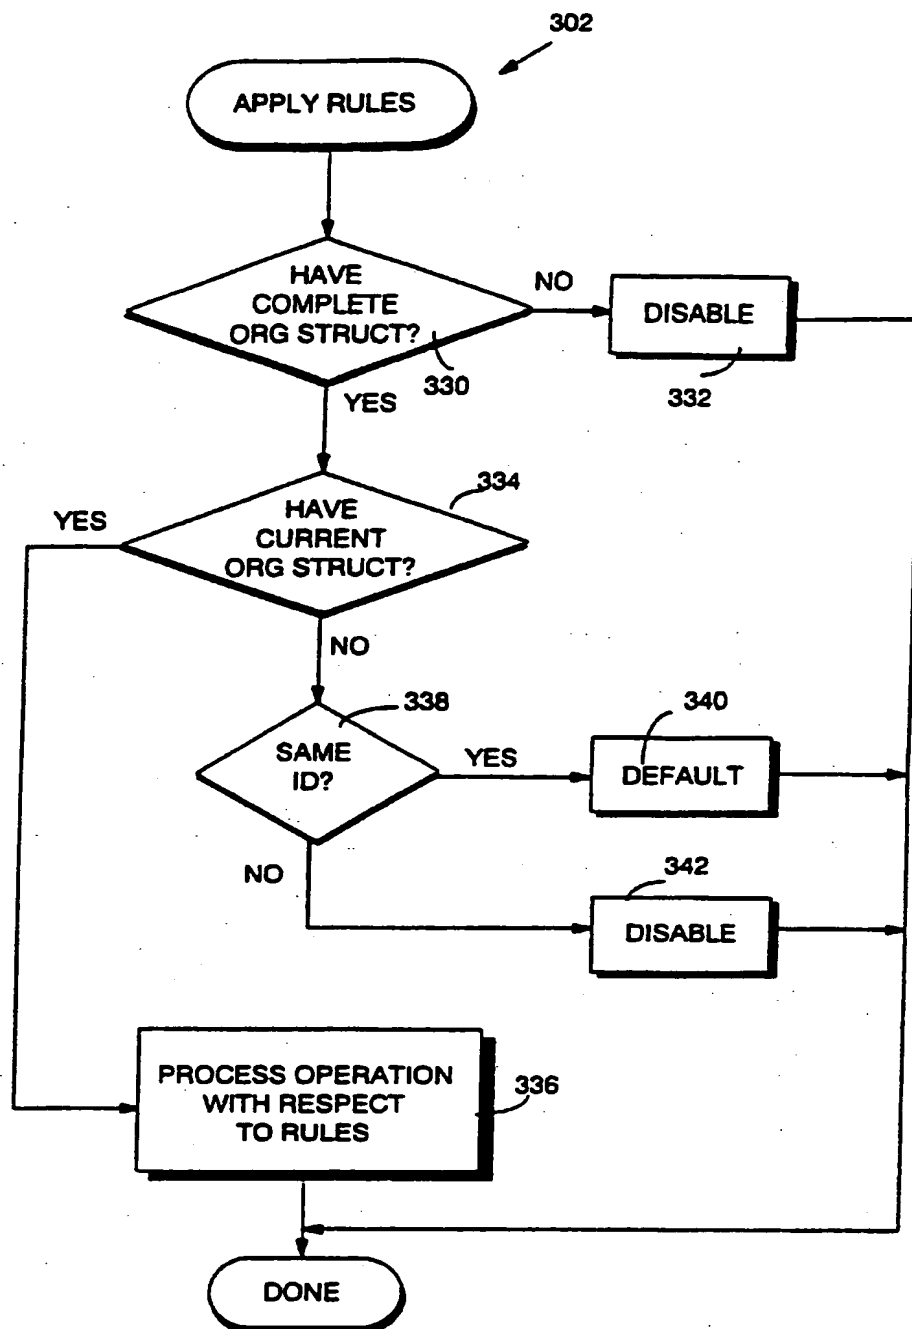 302
APPLY RULES
HAVE
COMPLETE
ORG STRUCT?
330
NO
DISABLE
332
YES
334
HAVE
CURRENT
ORG STRUCT?
YES
NO
338
SAME
ID?
YES
340
DEFAULT
NO
342
DISABLE
PROCESS OPERATION
WITH RESPECT
TO RULES
336
DONE